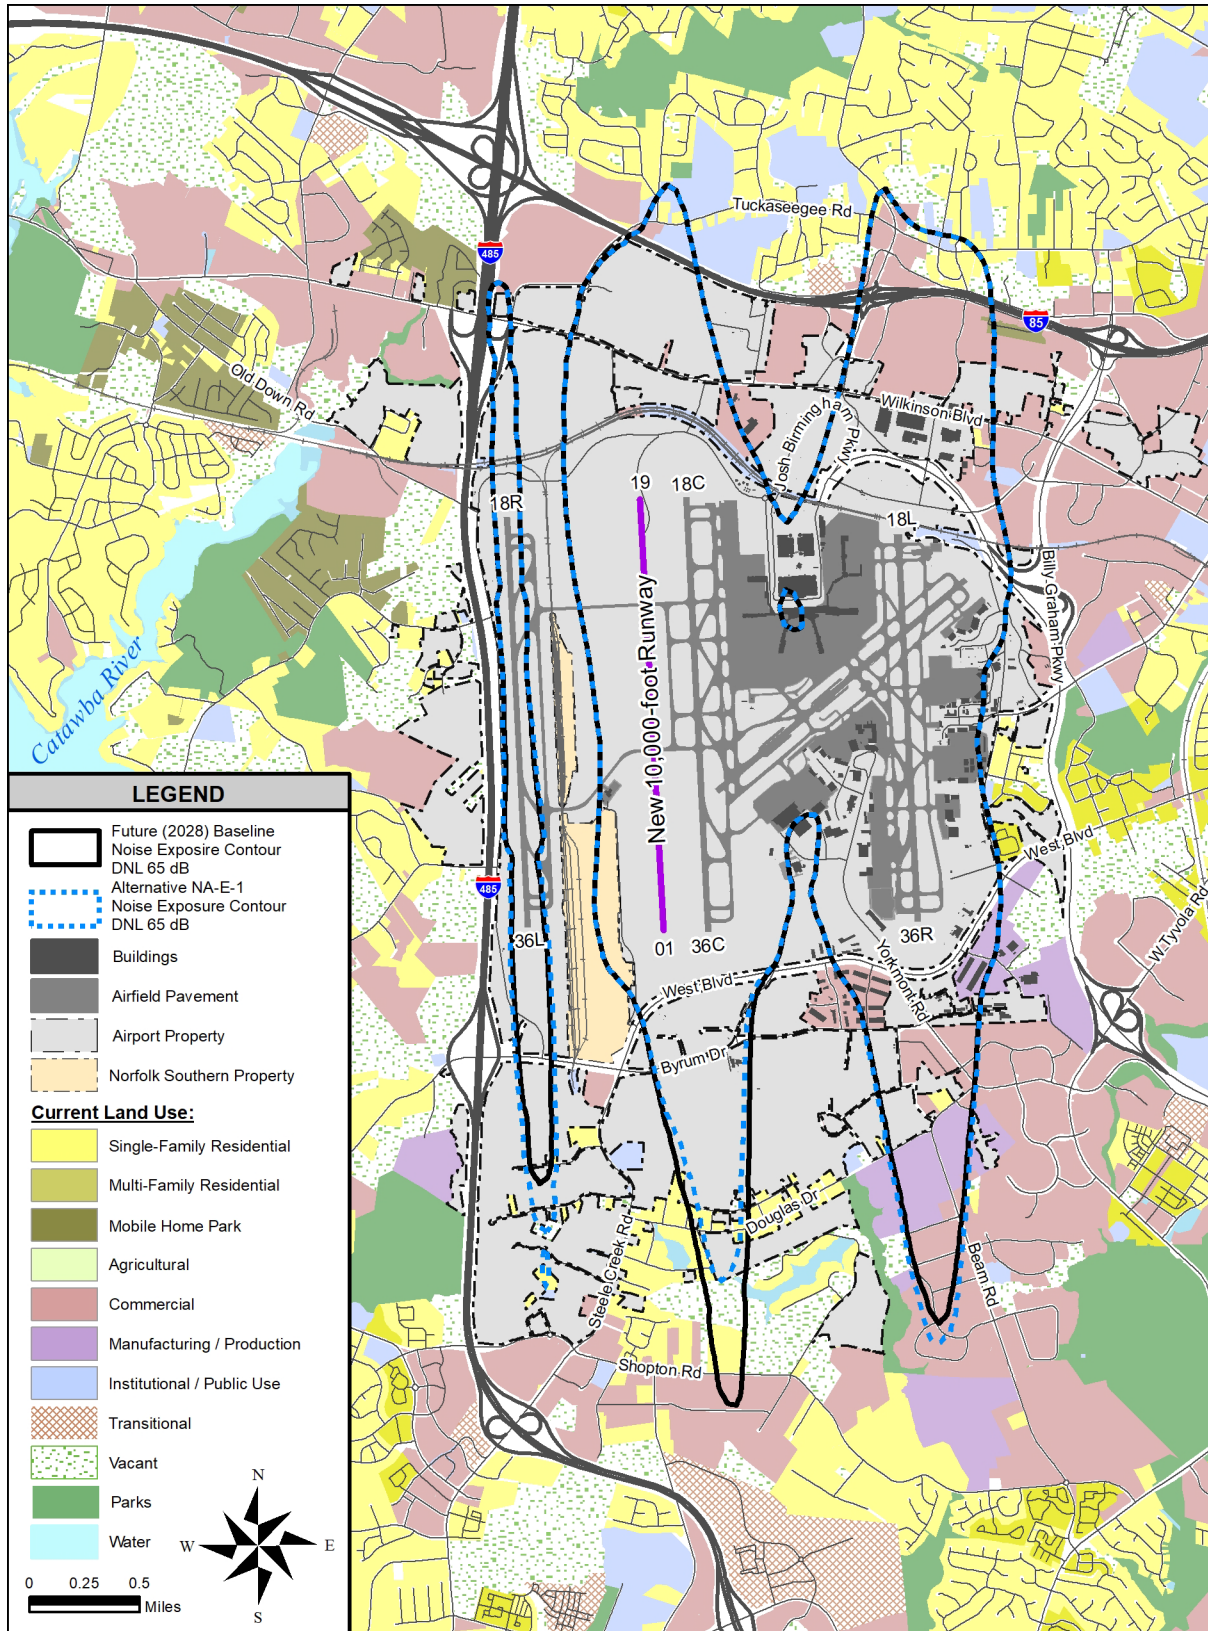 Tuckaseegee Rd
485
85
Old Down Rd
Wilkinson Blvd
Josh Birmingham Pkwy
19
18C
18R
18L
Billy Graham Pkwy
New 10,000-foot Runway
Catawba River
West Blvd
W Tyvola Rd
485
36L
01
36C
36R
Yorkmont Rd
West Blvd
Byrum Dr
Douglas Dr
Steele Creek Rd
Beam Rd
Shopton Rd
LEGEND
Future (2028) Baseline
Noise Exposire Contour
DNL 65 dB
Alternative NA-E-1
Noise Exposure Contour
DNL 65 dB
Buildings
Airfield Pavement
Airport Property
Norfolk Southern Property
Current Land Use:
Single-Family Residential
Multi-Family Residential
Mobile Home Park
Agricultural
Commercial
Manufacturing / Production
Institutional / Public Use
Transitional
Vacant
Parks
Water
N
W E
S
0 0.25 0.5
Miles